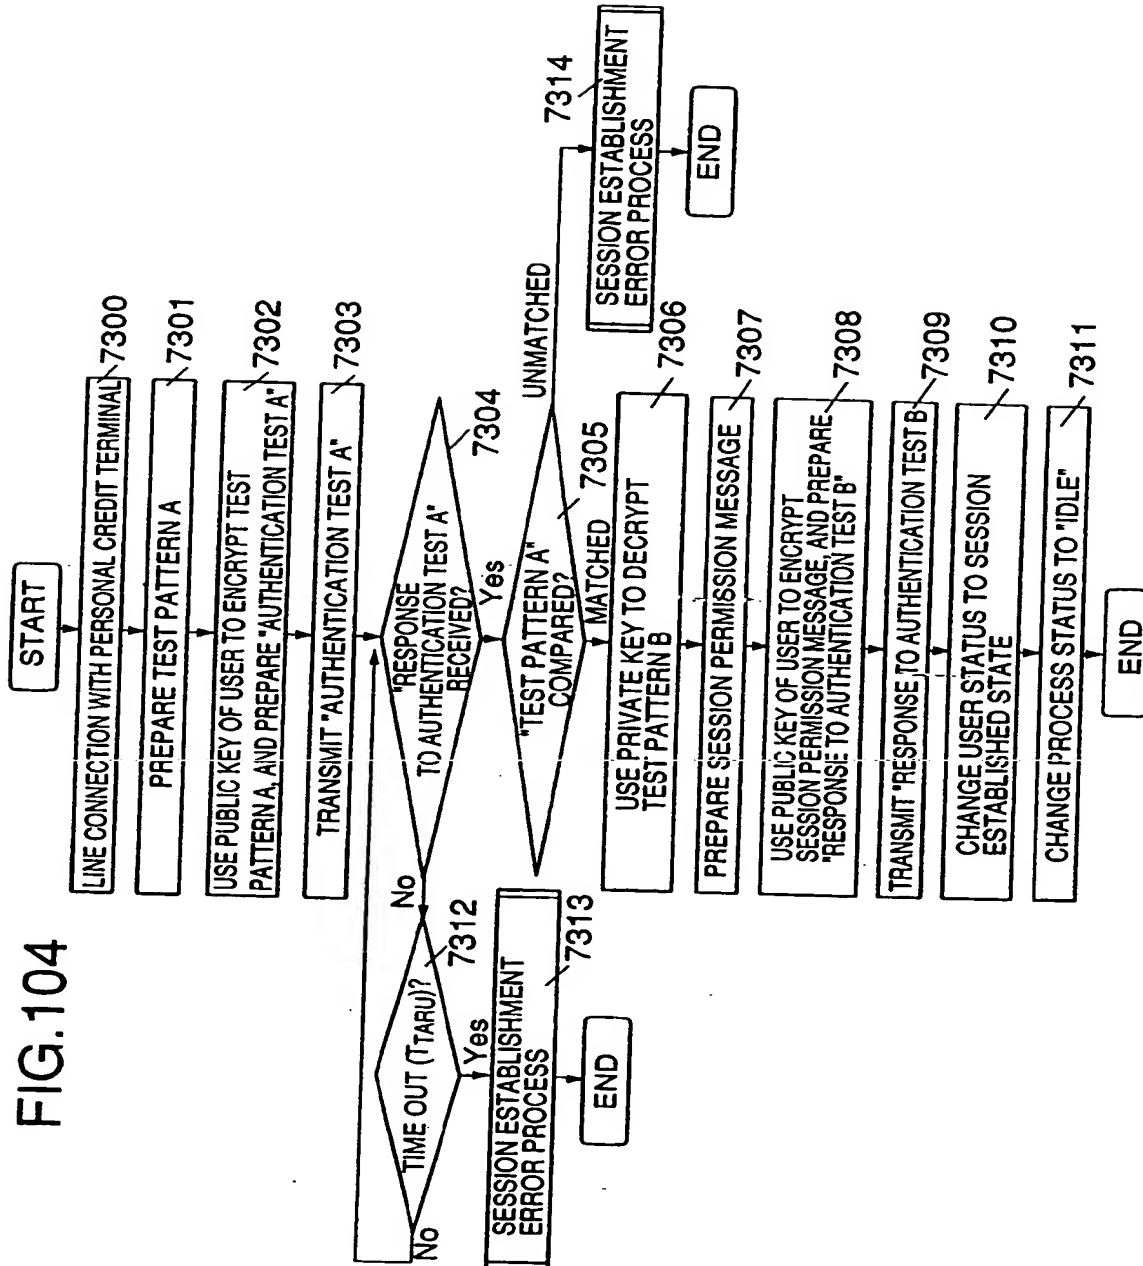 FIG.104
START
LINE CONNECTION WITH PERSONAL CREDIT TERMINAL
7300
PREPARE TEST PATTERN A
7301
USE PUBLIC KEY OF USER TO ENCRYPT TEST
PATTERN A, AND PREPARE "AUTHENTICATION TEST A"
7302
TRANSMIT "AUTHENTICATION TEST A"
7303
"RESPONSE
TO AUTHENTICATION TEST A"
RECEIVED?
7304
No
Yes
TIME OUT (TTARU)?
7312
No
Yes
SESSION ESTABLISHMENT
ERROR PROCESS
7313
END
"TEST PATTERN A"
COMPARED?
7305
UNMATCHED
MATCHED
SESSION ESTABLISHMENT
ERROR PROCESS
7314
END
USE PRIVATE KEY TO DECRYPT
TEST PATTERN B
7306
PREPARE SESSION PERMISSION MESSAGE
7307
USE PUBLIC KEY OF USER TO ENCRYPT
SESSION PERMISSION MESSAGE, AND PREPARE
"RESPONSE TO AUTHENTICATION TEST B"
7308
TRANSMIT "RESPONSE TO AUTHENTICATION TEST B"
7309
CHANGE USER STATUS TO SESSION
ESTABLISHED STATE
7310
CHANGE PROCESS STATUS TO "IDLE"
7311
END